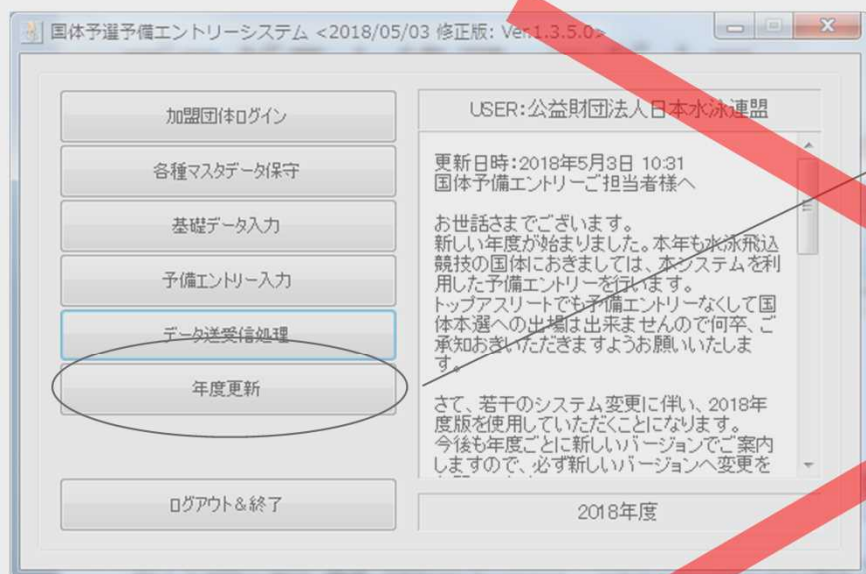 国体予選予備エントリーシステム <2018/05/03 修正版: Ver.1.3.5.0>
加盟団体ログイン
各種マスタデータ保守
基礎データ入力
予備エントリー入力
データ送受信処理
年度更新
ログアウト&終了
USER:公益財団法人日本水泳連盟
更新日時:2018年5月3日 10:31
国体予備エントリーご担当者様へ
お世話さまでございます。
新しい年度が始まりました。本年も水泳飛込
競技の国体におきましては、本システムを利
用した予備エントリーを行います。
トップアスリートでも予備エントリーなくして国
体本選への出場は出来ませんので何卒、ご
承知おきいただきますようお願いいたしま
す。
さて、若干のシステム変更に伴い、2018年
度版を使用していただくことになります。
今後も年度ごとに新しいバージョンでご案内
しますので、必ず新しいバージョンへ変更を
2018年度